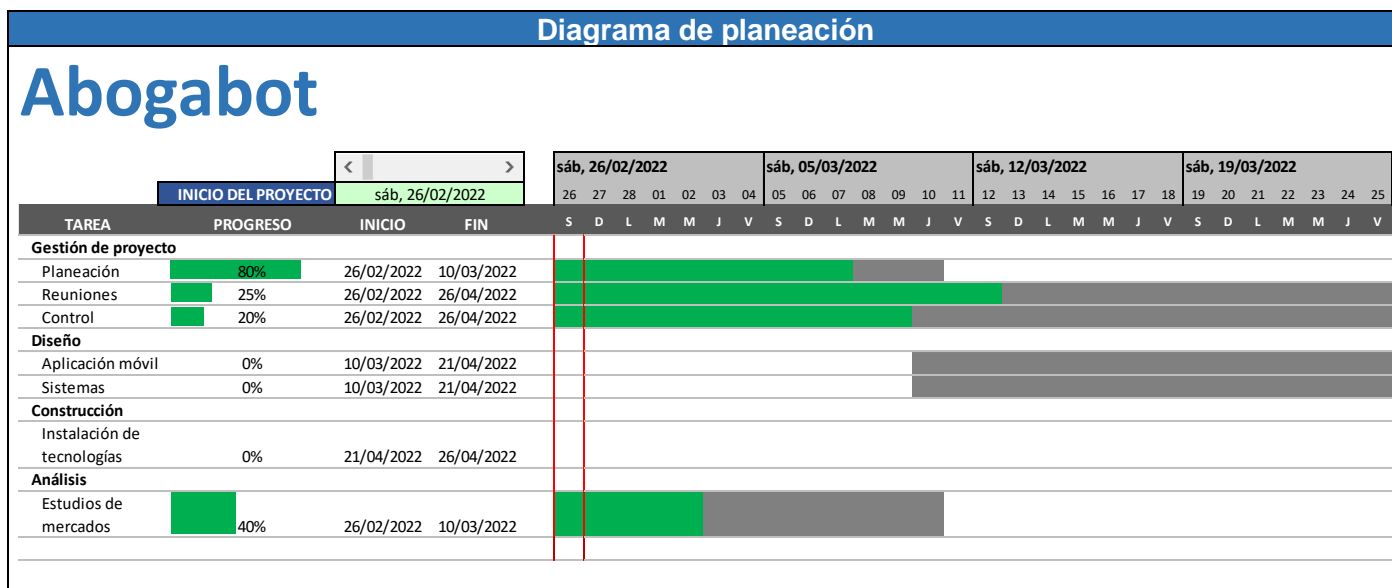 Diagrama de planeación
Abogabot
sáb, 26/02/2022 sáb, 05/03/2022 sáb, 12/03/2022 sáb, 19/03/2022
INICIO DEL PROYECTO sáb, 26/02/2022 26 27 28 01 02 03 04 05 06 07 08 09 10 11 12 13 14 15 16 17 18 19 20 21 22 23 24 25
TAREA PROGRESO INICIO FIN S D L M M J V S D L M M J V S D L M M J V S D L M M J V
Gestión de proyecto
Planeación 80% 26/02/2022 10/03/2022
Reuniones 25% 26/02/2022 26/04/2022
Control 20% 26/02/2022 26/04/2022
Diseño
Aplicación móvil 0% 10/03/2022 21/04/2022
Sistemas 0% 10/03/2022 21/04/2022
Construcción
Instalación de
tecnologías 0% 21/04/2022 26/04/2022
Análisis
Estudios de
mercados 40% 26/02/2022 10/03/2022